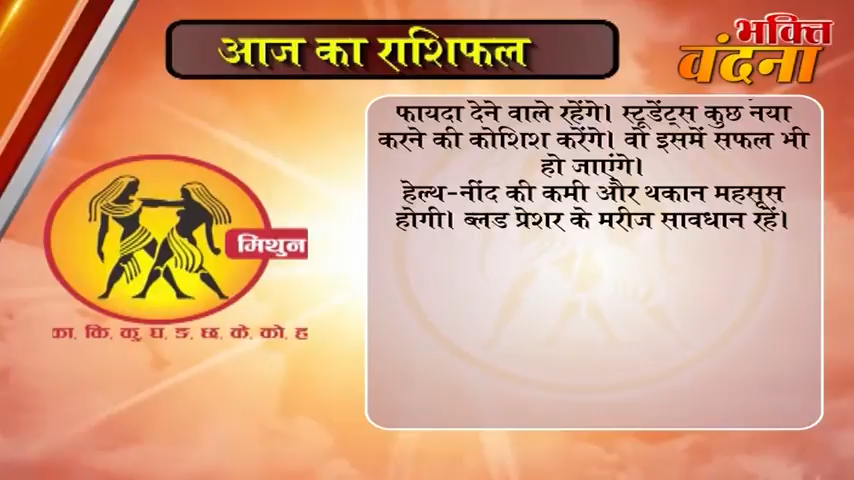 आज का राशिफल
भक्ति
वंदना
फायदा देने वाले रहेंगे। स्टूडेंट्स कुछ नया
करने की कोशिश करेंगे। वो इसमें सफल भी
हो जाएंगे।
हेल्थ-नींद की कमी और थकान महसूस
होगी। ब्लड प्रेशर के मरीज सावधान रहें।
मिथुन
का, कि, कु, घ, ङ, छ, के, को, ह